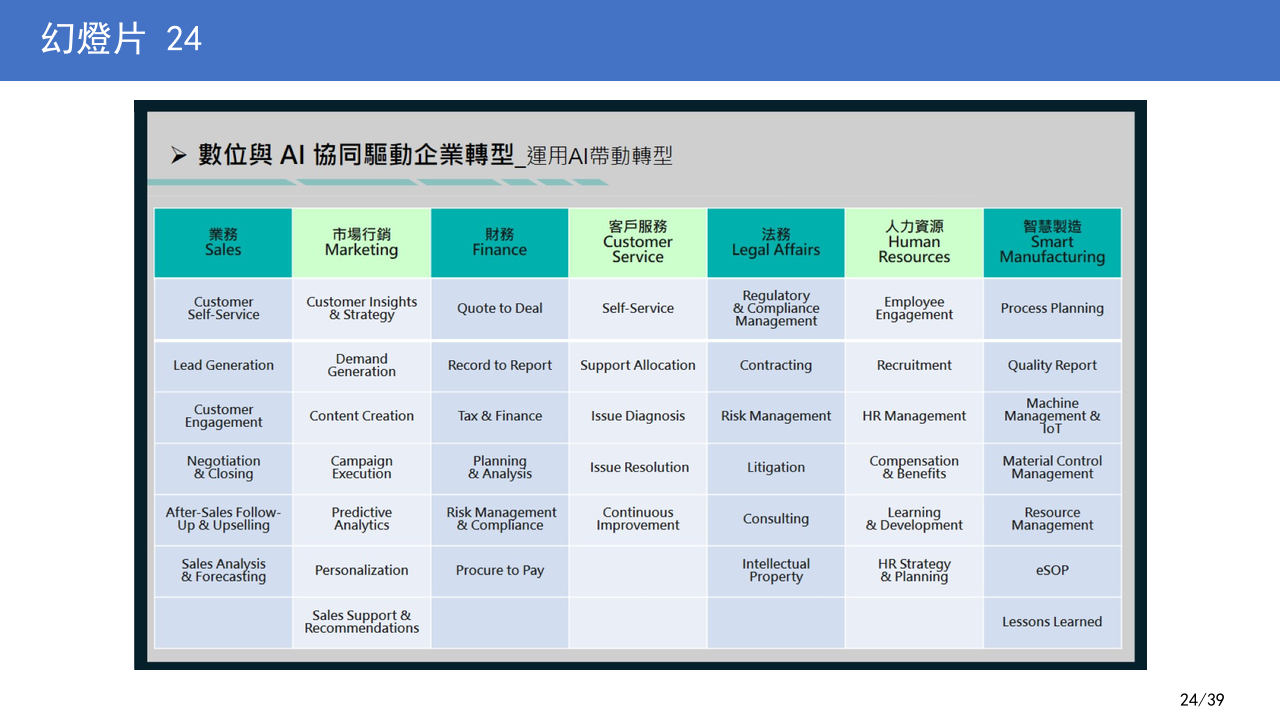 幻燈片 24
➢ 數位與 AI 協同驅動企業轉型_運用AI帶動轉型
業務
Sales
市場行銷
Marketing
財務
Finance
客戶服務
Customer
Service
法務
Legal Affairs
人力資源
Human
Resources
智慧製造
Smart
Manufacturing
Customer
Self-Service
Customer Insights
& Strategy
Quote to Deal
Self-Service
Regulatory
& Compliance
Management
Employee
Engagement
Process Planning
Lead Generation
Demand
Generation
Record to Report
Support Allocation
Contracting
Recruitment
Quality Report
Customer
Engagement
Content Creation
Tax & Finance
Issue Diagnosis
Risk Management
HR Management
Machine
Management &
IoT
Negotiation
& Closing
Campaign
Execution
Planning
& Analysis
Issue Resolution
Litigation
Compensation
& Benefits
Material Control
Management
After-Sales Follow-
Up & Upselling
Predictive
Analytics
Risk Management
& Compliance
Continuous
Improvement
Consulting
Learning
& Development
Resource
Management
Sales Analysis
& Forecasting
Personalization
Procure to Pay
Intellectual
Property
HR Strategy
& Planning
eSOP
Sales Support &
Recommendations
Lessons Learned
24/39